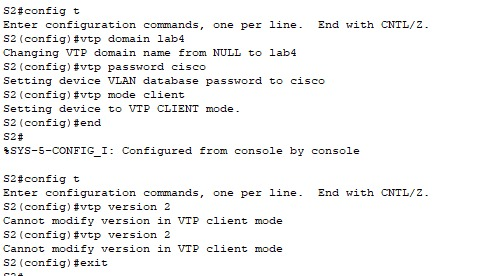 S2#config t
Enter configuration commands, one per line.  End with CNTL/Z.
S2(config)#vtp domain lab4
Changing VTP domain name from NULL to lab4
S2(config)#vtp password cisco
Setting device VLAN database password to cisco
S2(config)#vtp mode client
Setting device to VTP CLIENT mode.
S2(config)#end
S2#
%SYS-5-CONFIG_I: Configured from console by console
S2#config t
Enter configuration commands, one per line.  End with CNTL/Z.
S2(config)#vtp version 2
Cannot modify version in VTP client mode
S2(config)#vtp version 2
Cannot modify version in VTP client mode
S2(config)#exit
S2#